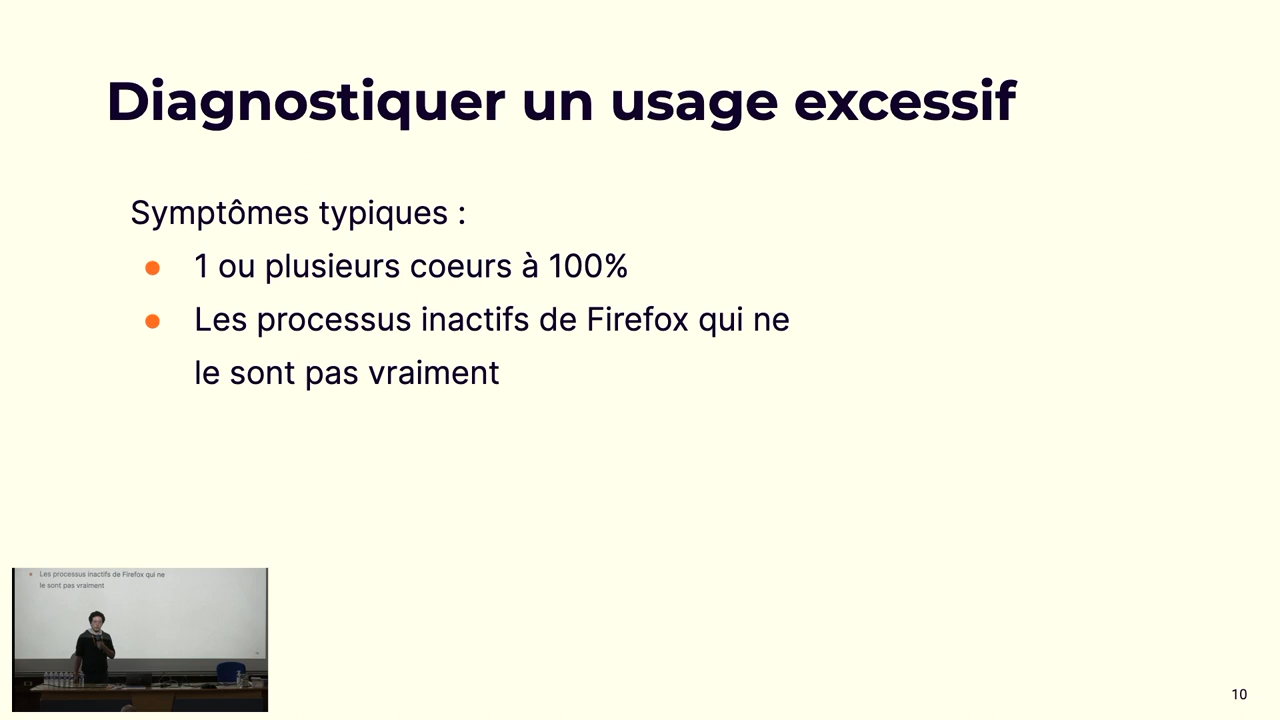 Diagnostiquer un usage excessif
Symptômes typiques :
● 1 ou plusieurs coeurs à 100%
● Les processus inactifs de Firefox qui ne
le sont pas vraiment
Les processus inactifs de Firefox qui ne
le sont pas vraiment
10